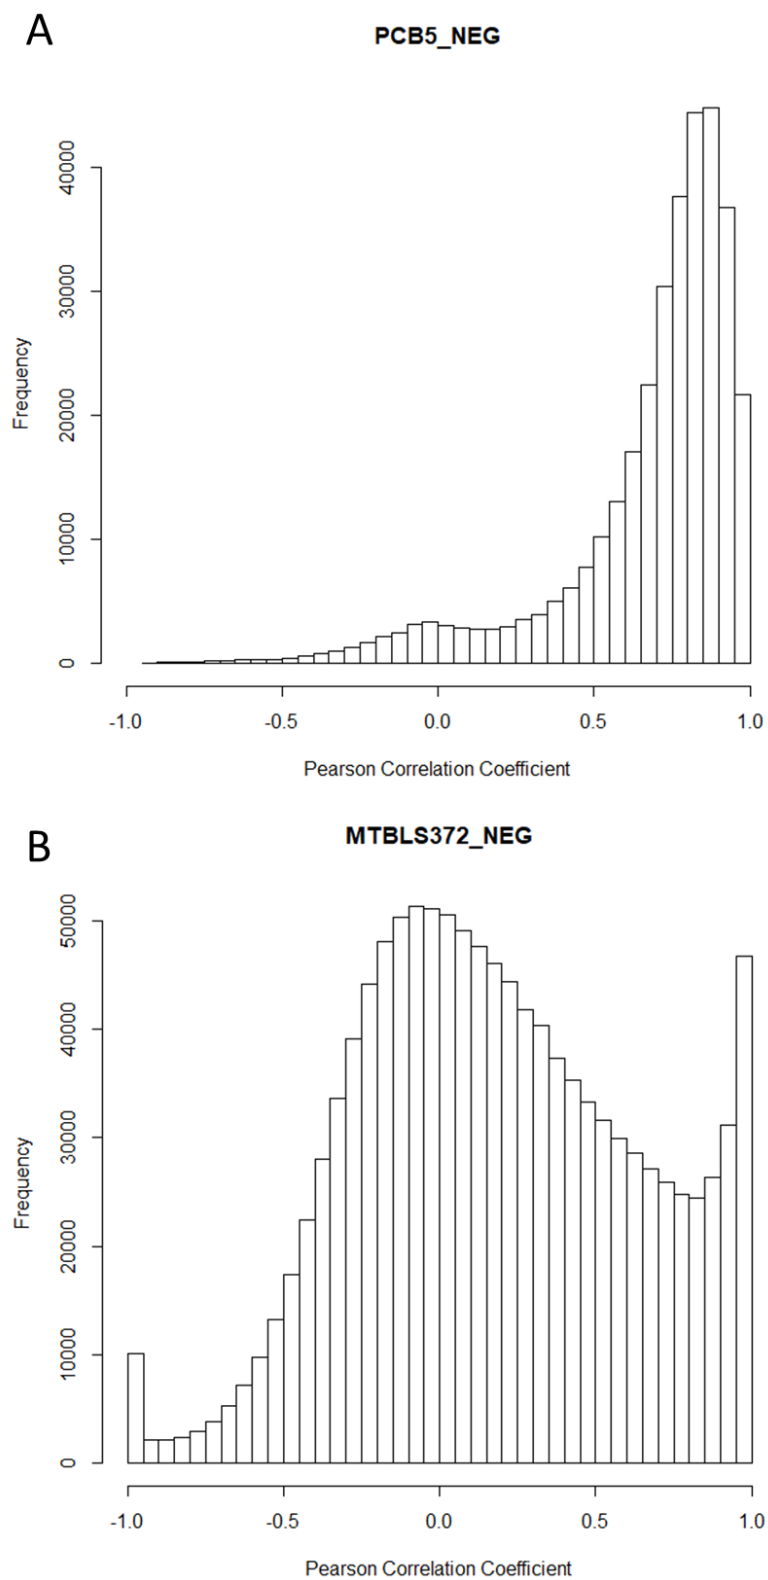 A
PCB5_NEG
Frequency
40000
30000
20000
10000
0
-1.0 -0.5 0.0 0.5 1.0
Pearson Correlation Coefficient
B
MTBLS372_NEG
Frequency
50000
40000
30000
20000
10000
0
-1.0 -0.5 0.0 0.5 1.0
Pearson Correlation Coefficient